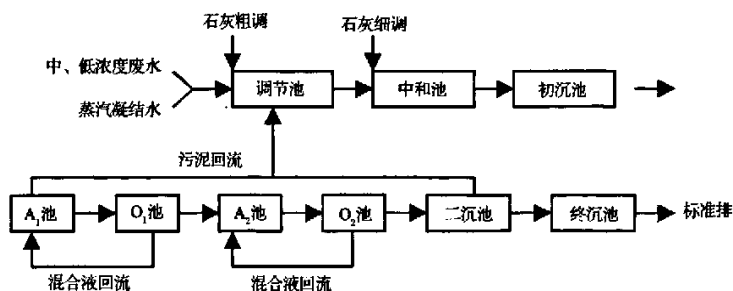 石灰粗调
石灰细调
中、低浓度废水
蒸汽凝结水
调节池
中和池
初沉池
污泥回流
A₁池
O₁池
A₂池
O₂池
二沉池
终沉池
标准排
混合液回流
混合液回流